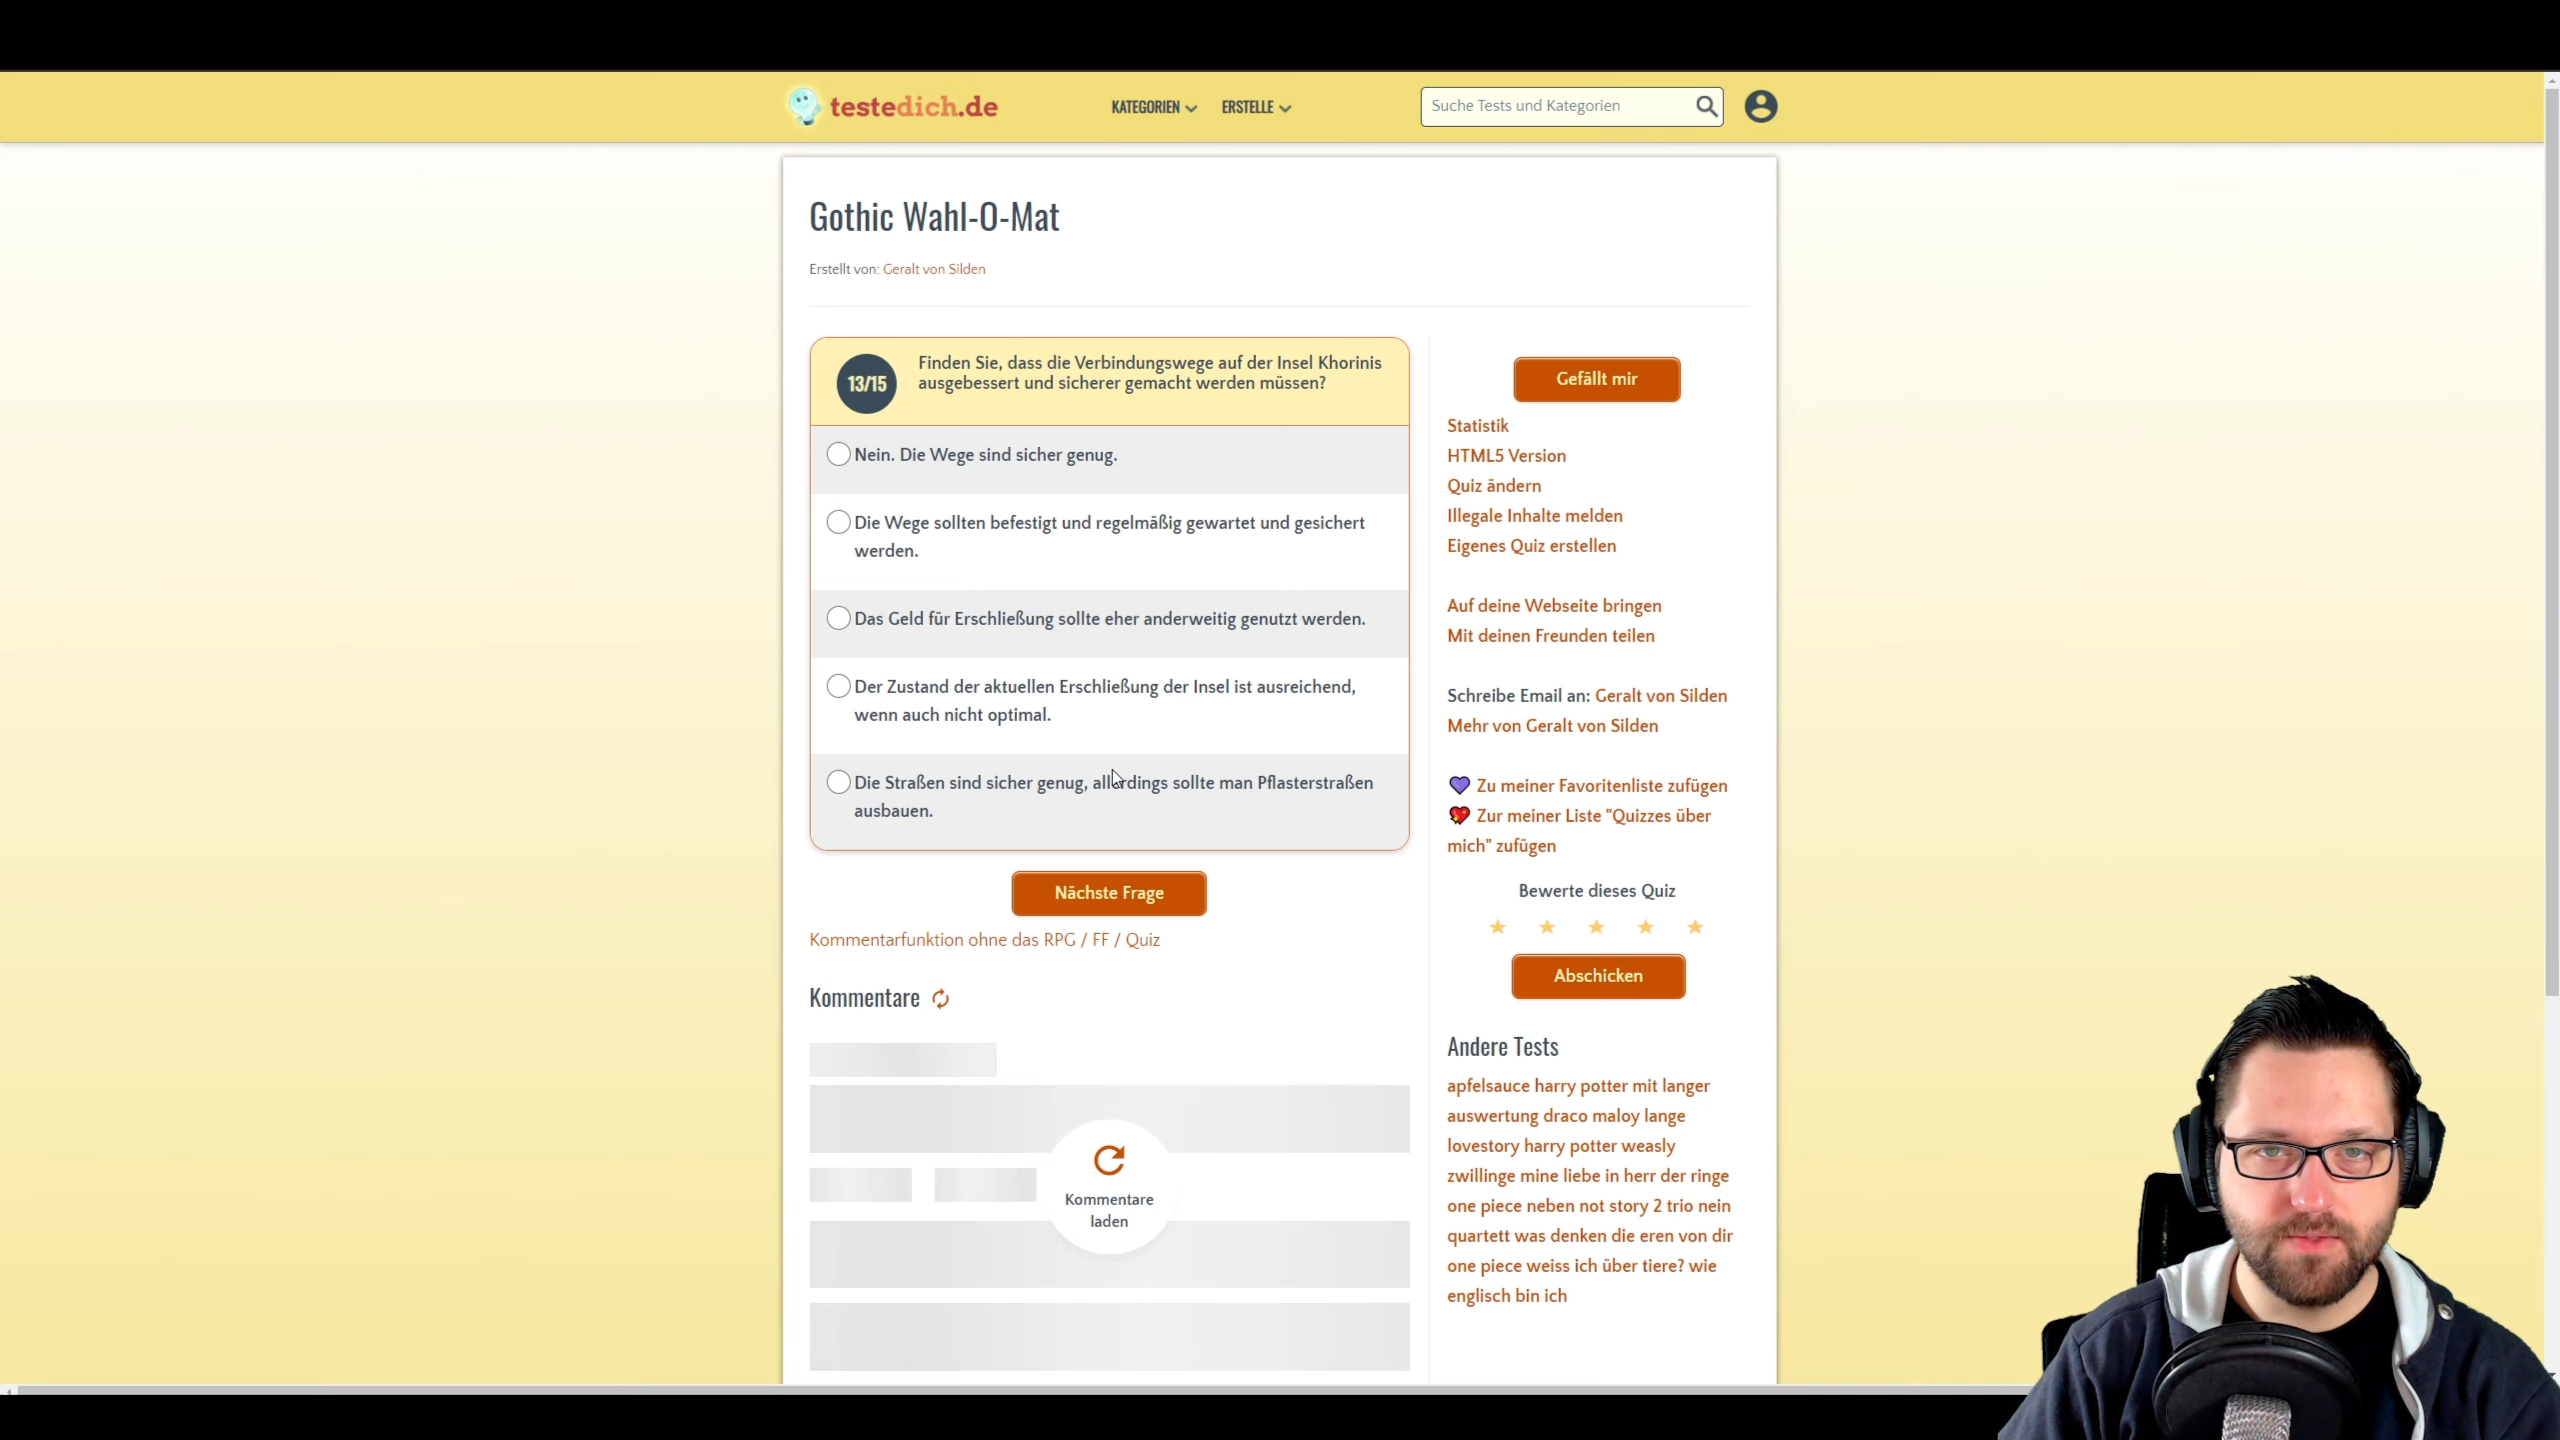 testedich.de
KATEGORIEN
ERSTELLE
Suche Tests und Kategorien
Gothic Wahl-O-Mat
Erstellt von: Geralt von Silden
13/15
Finden Sie, dass die Verbindungswege auf der Insel Khorinis
ausgebessert und sicherer gemacht werden müssen?
Nein. Die Wege sind sicher genug.
Die Wege sollten befestigt und regelmäßig gewartet und gesichert
werden.
Das Geld für Erschließung sollte eher anderweitig genutzt werden.
Der Zustand der aktuellen Erschließung der Insel ist ausreichend,
wenn auch nicht optimal.
Die Straßen sind sicher genug, allerdings sollte man Pflasterstraßen
ausbauen.
Nächste Frage
Kommentarfunktion ohne das RPG / FF / Quiz
Kommentare
Kommentare
laden
Gefällt mir
Statistik
HTML5 Version
Quiz ändern
Illegale Inhalte melden
Eigenes Quiz erstellen
Auf deine Webseite bringen
Mit deinen Freunden teilen
Schreibe Email an: Geralt von Silden
Mehr von Geralt von Silden
Zu meiner Favoritenliste zufügen
Zur meiner Liste "Quizzes über
mich" zufügen
Bewerte dieses Quiz
Abschicken
Andere Tests
apfelsauce harry potter mit langer
auswertung draco maloy lange
lovestory harry potter weasly
zwillinge mine liebe in herr der ringe
one piece neben not story 2 trio nein
quartett was denken die eren von dir
one piece weiss ich über tiere? wie
englisch bin ich